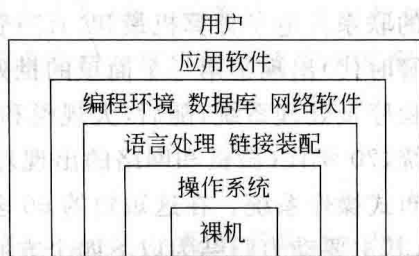 用户
应用软件
编程环境 数据库 网络软件
语言处理 链接装配
操作系统
裸机